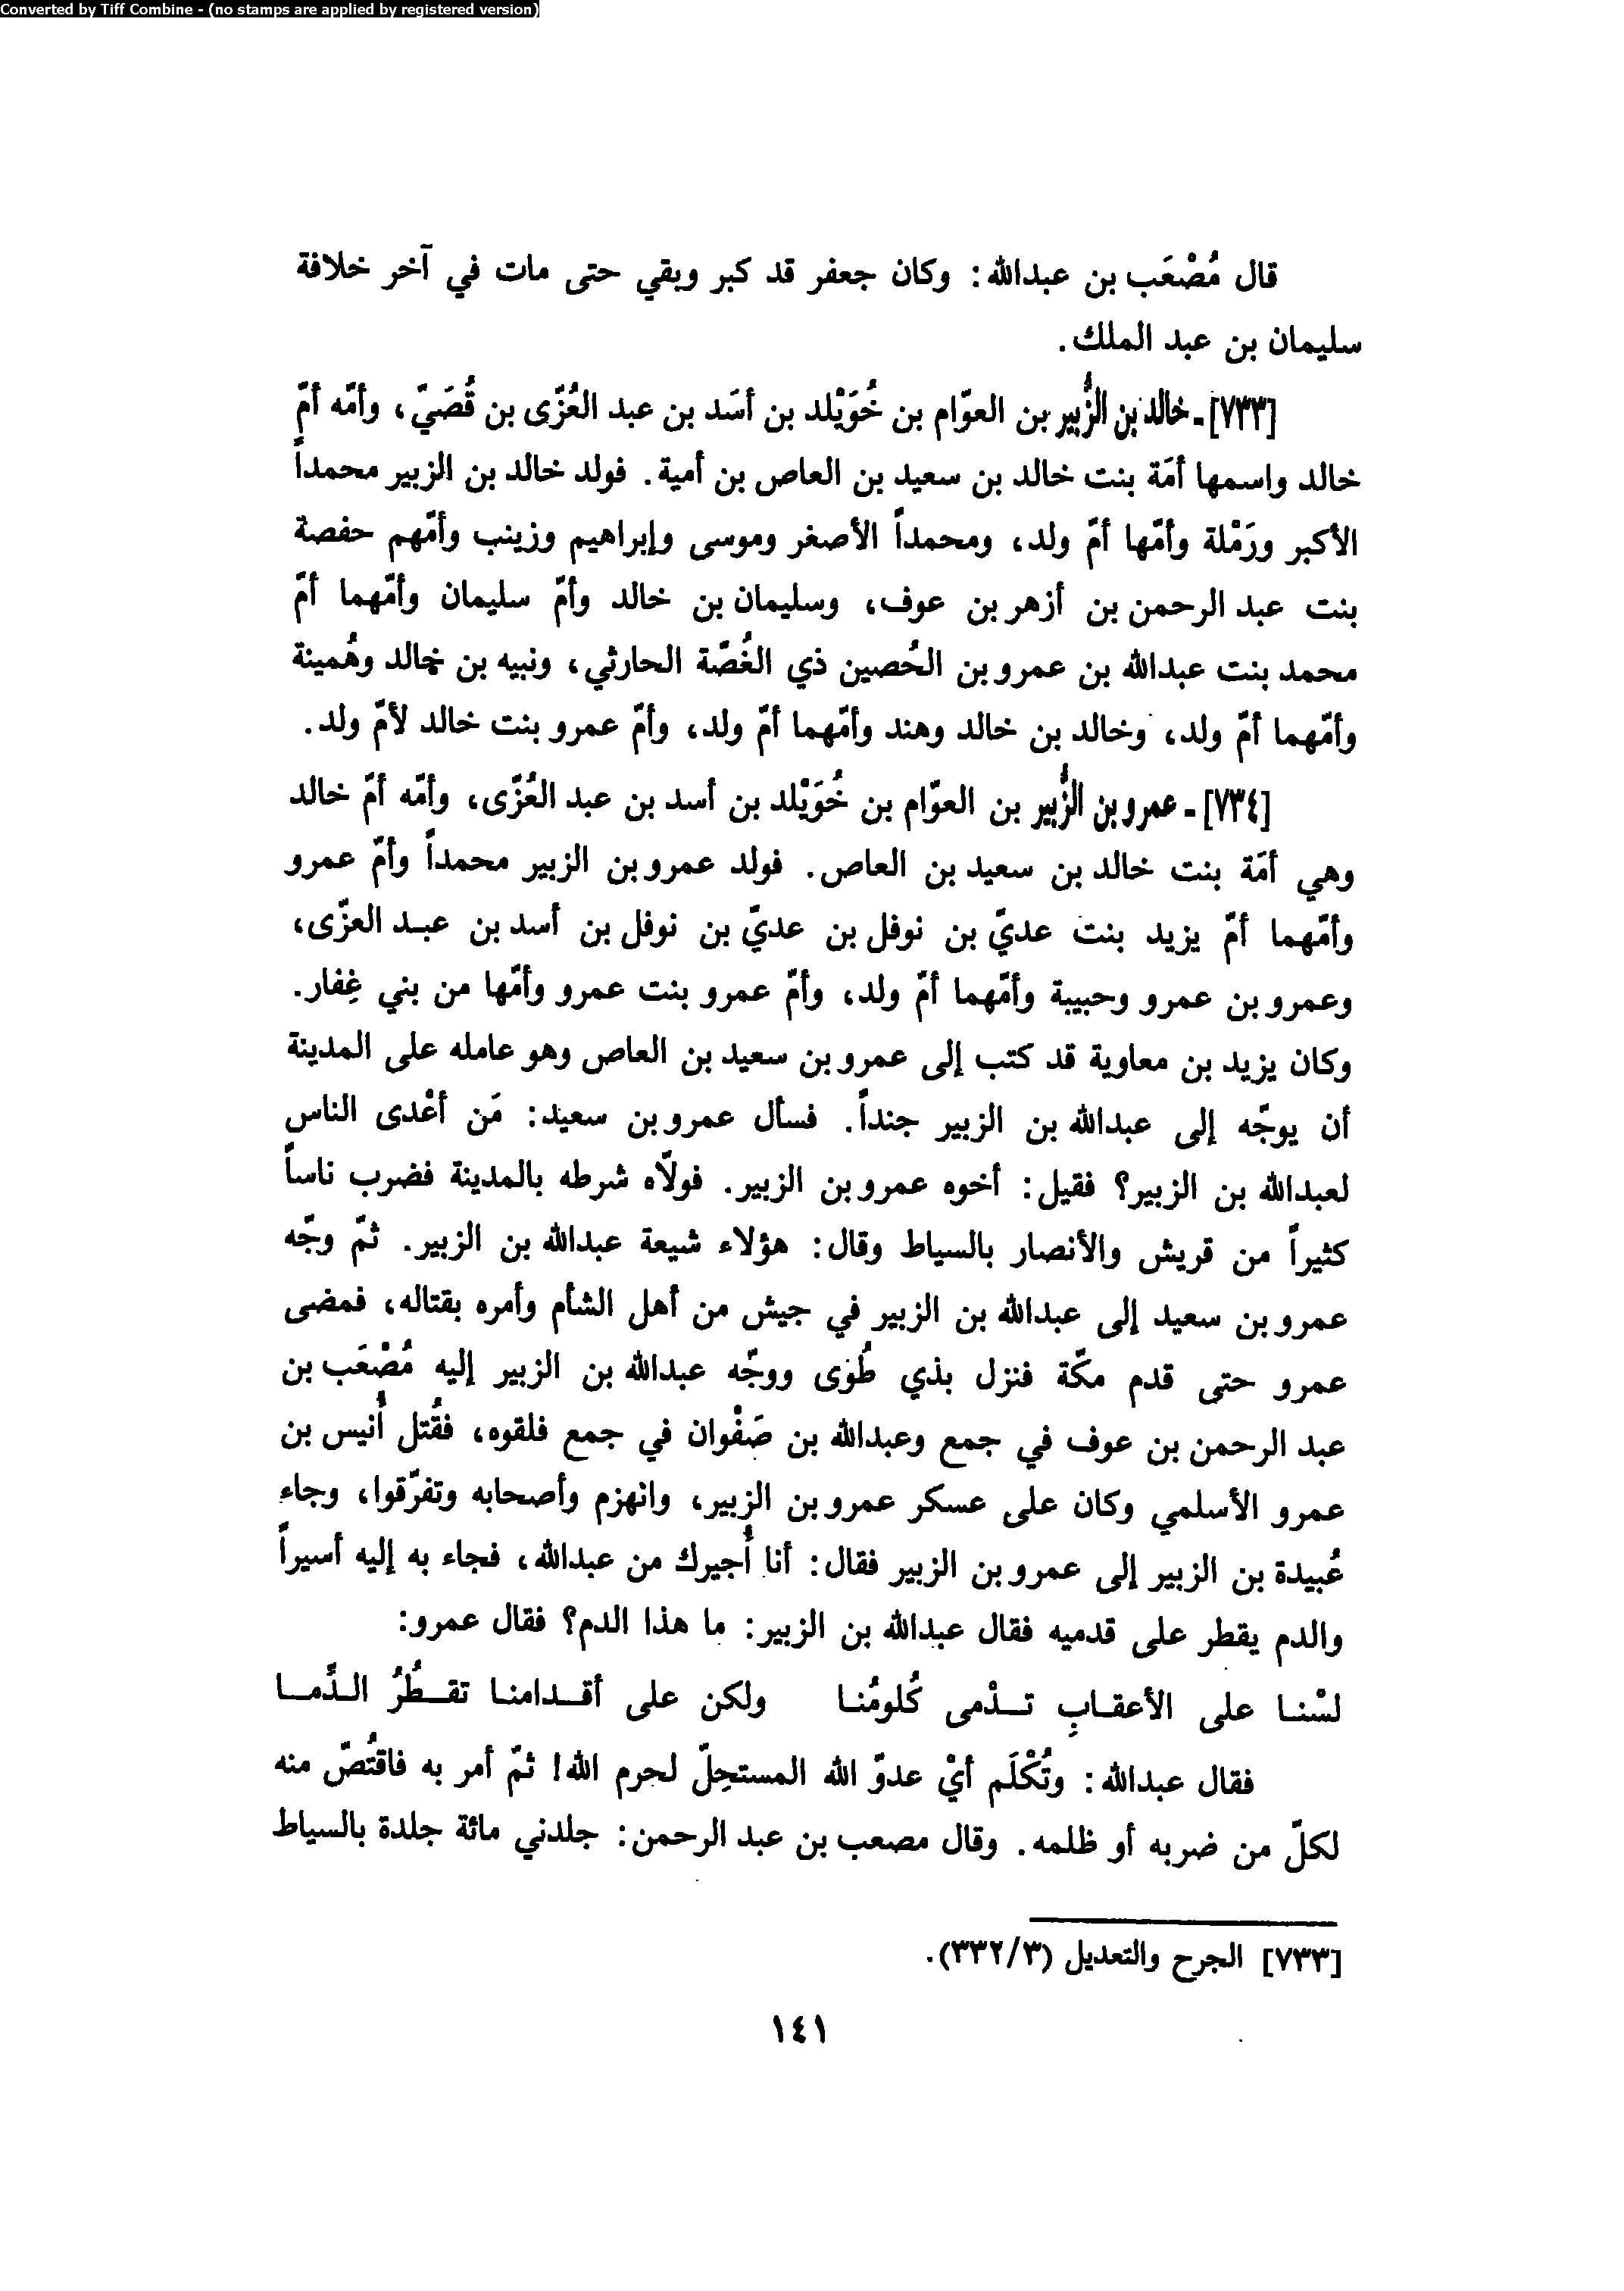 Converted by Tiff Combine - (no stamps are applied by registered version)
قال مُصْعَب بن عبدالله: وكان جعفر قد كبر وبقي حتى مات في آخر خلافة
سليمان بن عبد الملك.
[٧٣٣] ـ خالد بن الزُّبير بن العوّام بن خُوَيْلد بن أسَد بن عبد العُزّى بن قُصَيّ، وأمّه أمّ
خالد واسمها أمَة بنت خالد بن سعيد بن العاص بن أمية. فولد خالد بن الزبير محمداً
الأكبر ورَمْلة وأمّها أمّ ولد، ومحمداً الأصغر وموسى وإبراهيم وزينب وأمّهم حفصة
بنت عبد الرحمن بن أزهر بن عوف، وسليمان بن خالد وأمّ سليمان وأمّهما أمّ
محمد بنت عبدالله بن عمرو بن الحُصين ذي الغُصّة الحارثي، ونبيه بن خالد وهُمينة
وأمّهما أمّ ولد، وخالد بن خالد وهند وأمّهما أمّ ولد، وأمّ عمرو بنت خالد لأمّ ولد.
[٧٣٤] ـ عمرو بن الزُّبير بن العوّام بن خُوَيْلد بن أسد بن عبد العُزّى، وأمّه أمّ خالد
وهي أمَة بنت خالد بن سعيد بن العاص. فولد عمرو بن الزبير محمداً وأمّ عمرو
وأمّهما أمّ يزيد بنت عديّ بن نوفل بن عديّ بن نوفل بن أسد بن عبد العزّى،
وعمرو بن عمرو وحبيبة وأمّهما أمّ ولد، وأمّ عمرو بنت عمرو وأمّها من بني غِفار.
وكان يزيد بن معاوية قد كتب إلى عمرو بن سعيد بن العاص وهو عامله على المدينة
أن يوجّه إلى عبدالله بن الزبير جنداً. فسأل عمرو بن سعيد: مَن أعْدى الناس
لعبدالله بن الزبير؟ فقيل: أخوه عمرو بن الزبير. فولّاه شرطه بالمدينة فضرب ناساً
كثيراً من قريش والأنصار بالسياط وقال: هؤلاء شيعة عبدالله بن الزبير. ثمّ وجّه
عمرو بن سعيد إلى عبدالله بن الزبير في جيش من أهل الشأم وأمره بقتاله، فمضى
عمرو حتى قدم مكّة فنزل بذي طُوَى ووجّه عبدالله بن الزبير إليه مُصْعَب بن
عبد الرحمن بن عوف في جمع وعبدالله بن صَفْوان في جمع فلقوه، فقُتل أُنيس بن
عمرو الأسلمي وكان على عسكر عمرو بن الزبير، وانهزم وأصحابه وتفرّقوا، وجاء
عُبيدة بن الزبير إلى عمرو بن الزبير فقال: أنا أُجيرك من عبدالله، فجاء به إليه أسيراً
والدم يقطر على قدميه فقال عبدالله بن الزبير: ما هذا الدم؟ فقال عمرو:
لسْنـا على الأعقـابِ تـدْمى كُلومُنـا ولكن على أقـدامنـا تقـطُرُ الـدِّمـا
فقال عبدالله: وتُكْلَم أيْ عدوّ الله المستحِلّ لحرم الله! ثمّ أمر به فاقتُصّ منه
لكلّ من ضربه أو ظلمه. وقال مصعب بن عبد الرحمن: جلدني مائة جلدة بالسياط
[٧٣٣] الجرح والتعديل (٣/ ٣٣٢).
١٤١